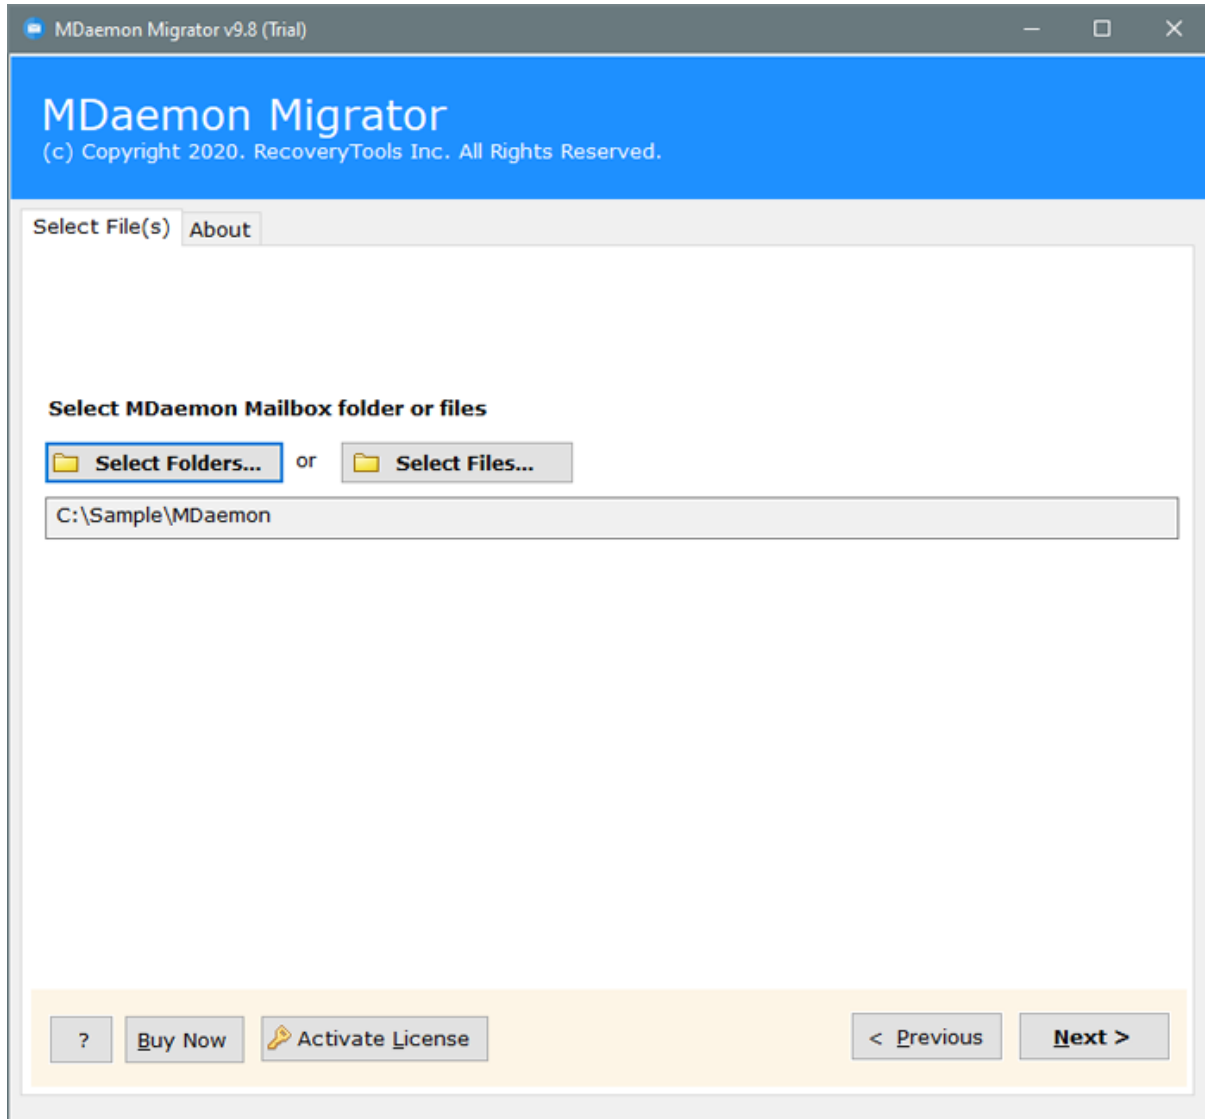 MDaemon Migrator v9.8 (Trial)
MDaemon Migrator
(c) Copyright 2020. RecoveryTools Inc. All Rights Reserved.
Select File(s) About
Select MDaemon Mailbox folder or files
Select Folders... or Select Files...
C:\Sample\MDaemon
? Buy Now Activate License < Previous Next >